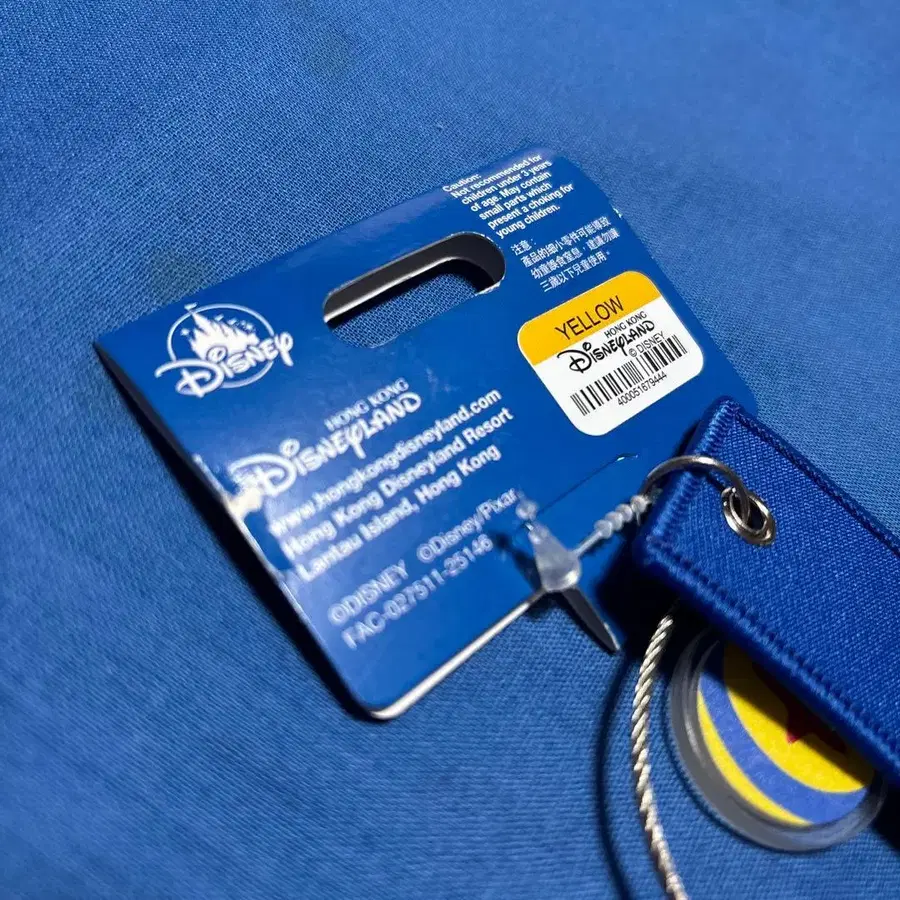 Caution:
Not recommended for
children under 3 years
of age. May contain
small parts which
present a choking for
young children.
注意：
產品的細小零件可能導致
幼童誤食窒息，建議勿讓
三歲以下兒童使用。
YELLOW
HONG KONG
DISNEYLAND
© DISNEY
400051679444
DISNEY
HONG KONG
DISNEYLAND
www.hongkongdisneyland.com
Hong Kong Disneyland Resort
Lantau Island, Hong Kong
©DISNEY ©Disney/Pixar
FAC-027511-25146